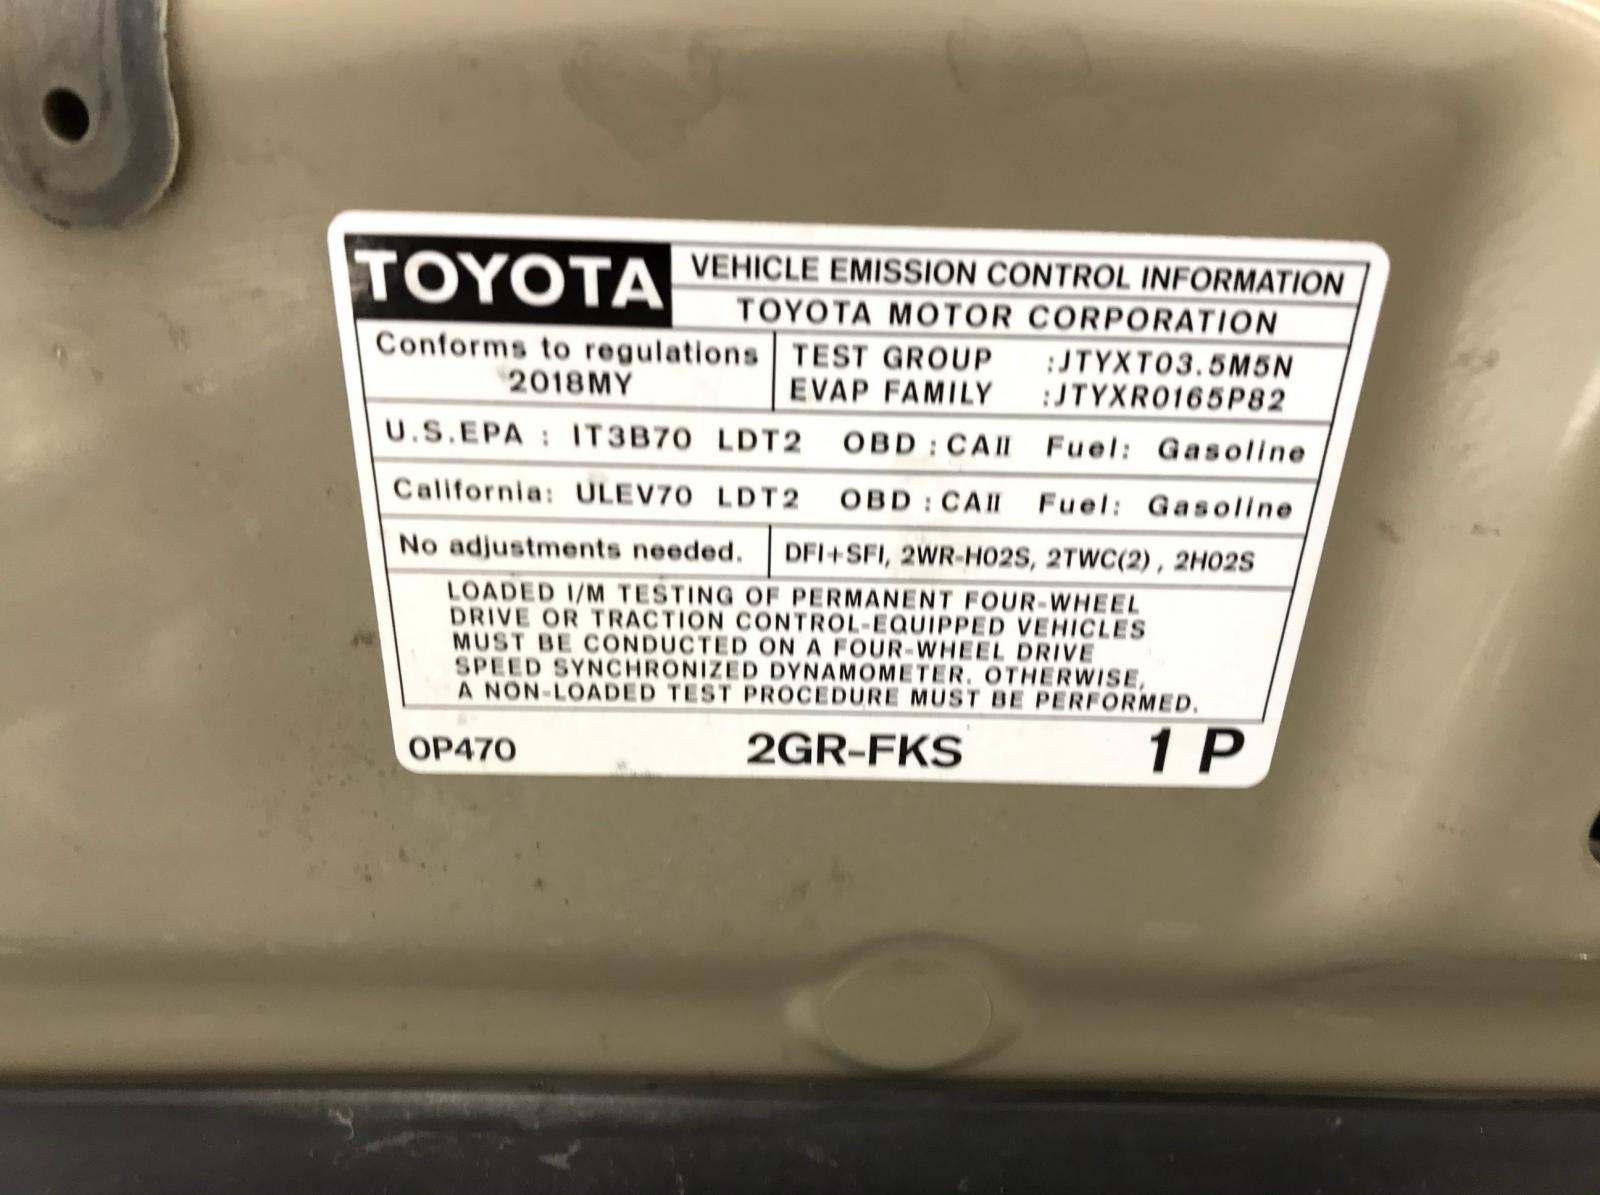 TOYOTA
VEHICLE EMISSION CONTROL INFORMATION
TOYOTA MOTOR CORPORATION
Conforms to regulations
2018MY
TEST GROUP :JTYXT03.5M5N
EVAP FAMILY :JTYXR0165P82
U.S.EPA : IT3B70 LDT2 OBD : CAII Fuel: Gasoline
California: ULEV70 LDT2 OBD : CAII Fuel: Gasoline
No adjustments needed.
DFI+SFI, 2WR-HO2S, 2TWC(2) , 2HO2S
LOADED I/M TESTING OF PERMANENT FOUR-WHEEL
DRIVE OR TRACTION CONTROL-EQUIPPED VEHICLES
MUST BE CONDUCTED ON A FOUR-WHEEL DRIVE
SPEED SYNCHRONIZED DYNAMOMETER. OTHERWISE,
A NON-LOADED TEST PROCEDURE MUST BE PERFORMED.
0P470 2GR-FKS 1 P